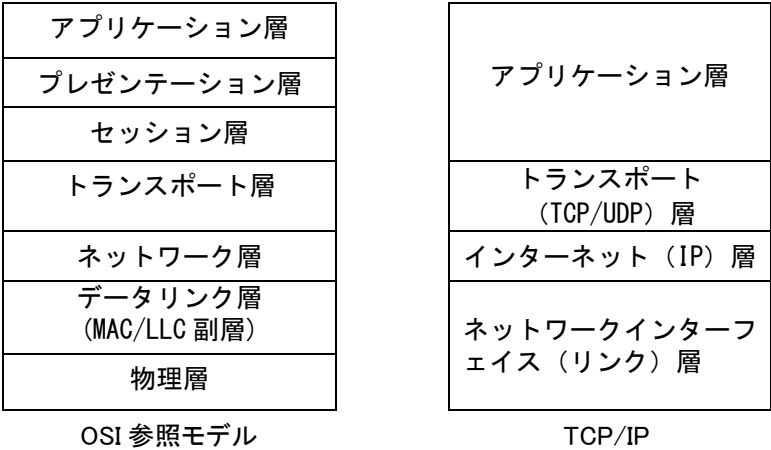 アプリケーション層
プレゼンテーション層
セッション層
トランスポート層
ネットワーク層
データリンク層
(MAC/LLC 副層)
物理層
OSI 参照モデル
アプリケーション層
トランスポート
（TCP/UDP）層
インターネット（IP）層
ネットワークインターフ
ェイス（リンク）層
TCP/IP